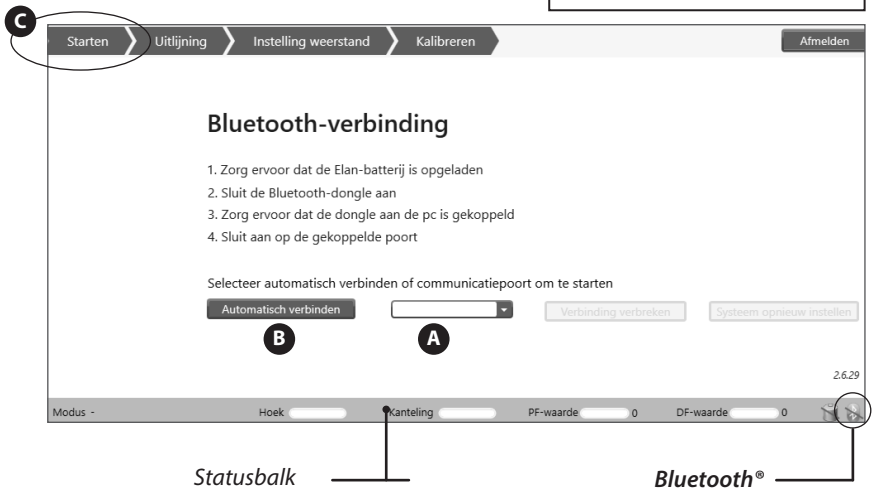 C
Starten Uitlijning Instelling weerstand Kalibreren Afmelden
Bluetooth-verbinding
1. Zorg ervoor dat de Elan-batterij is opgeladen
2. Sluit de Bluetooth-dongle aan
3. Zorg ervoor dat de dongle aan de pc is gekoppeld
4. Sluit aan op de gekoppelde poort
Selecteer automatisch verbinden of communicatiepoort om te starten
Automatisch verbinden Verbinding verbreken Systeem opnieuw instellen
B A
2.6.29
Modus - Hoek Kanteling PF-waarde 0 DF-waarde 0
Statusbalk Bluetooth®